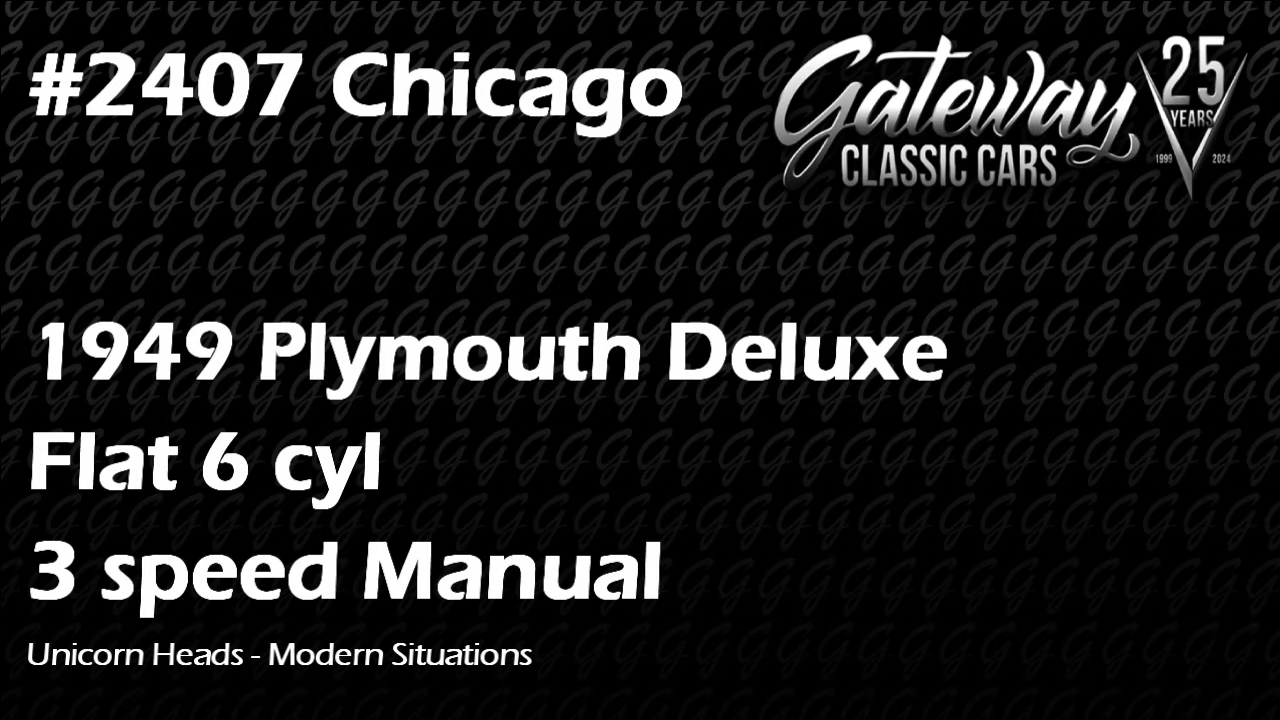 #2407 Chicago
Gateway
CLASSIC CARS
25
YEARS
1999 2024
1949 Plymouth Deluxe
Flat 6 cyl
3 speed Manual
Unicorn Heads - Modern Situations